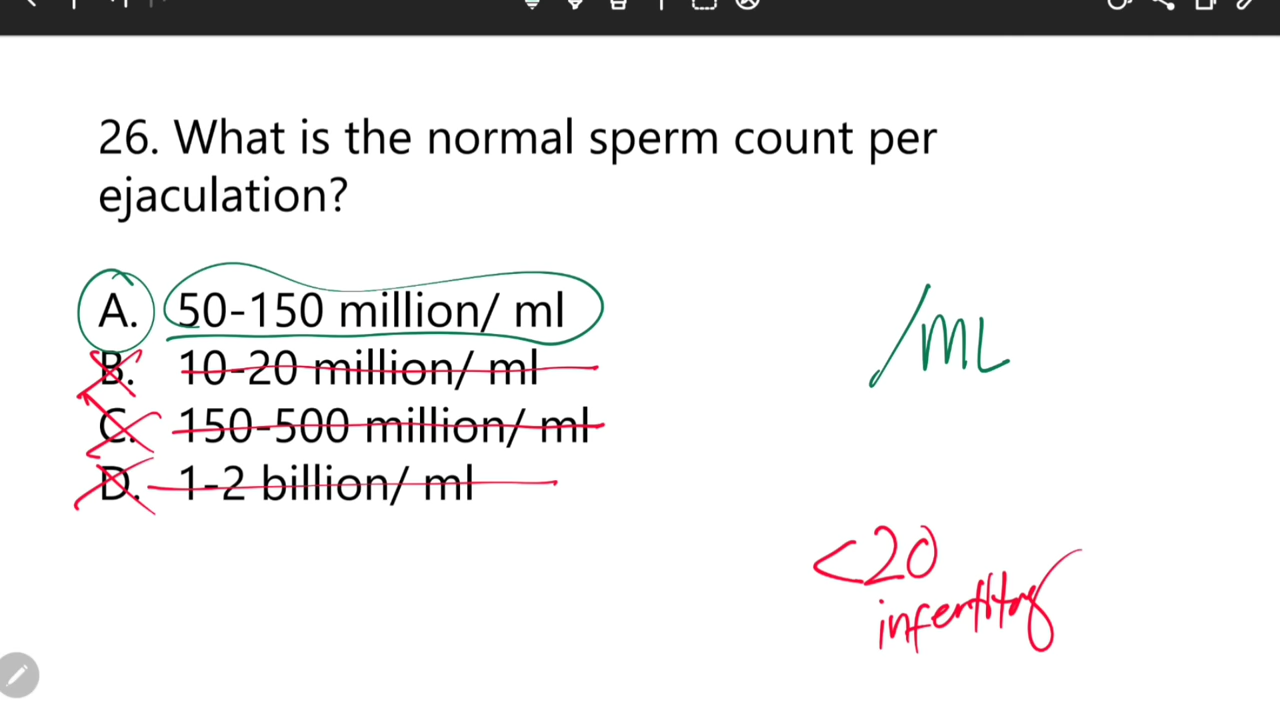 26. What is the normal sperm count per
ejaculation?
A. 50-150 million/ ml
B. 10-20 million/ ml
C. 150-500 million/ ml
D. 1-2 billion/ ml
/mL
<20
infertility